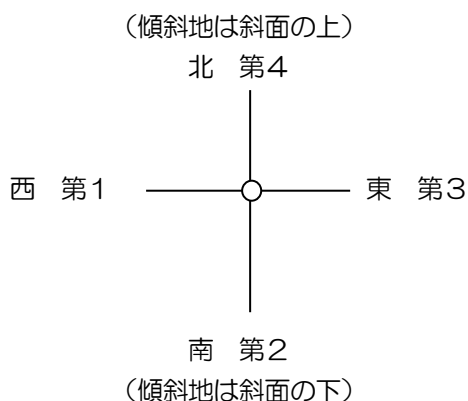 （傾斜地は斜面の上）
北　第4
西　第1
東　第3
南　第2
（傾斜地は斜面の下）